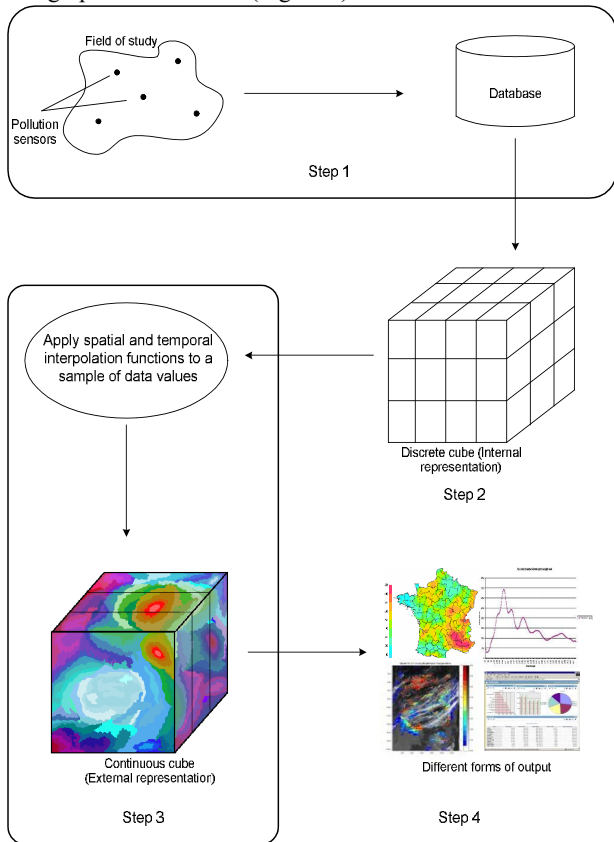 Field of study
Pollution
sensors
Database
Step 1
Apply spatial and temporal
interpolation functions to a
sample of data values
Discrete cube (Internal
representation)
Step 2
Continuous cube
(External representation)
Step 3
Different forms of output
Step 4